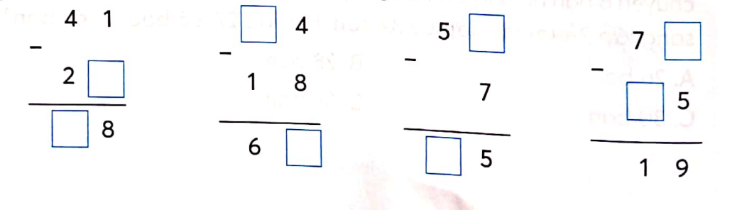 4 1 □ 4 5 □ 7 □
- - - -
2 □ 1 8 7 □ 5
□ 8 6 □ □ 5 1 9